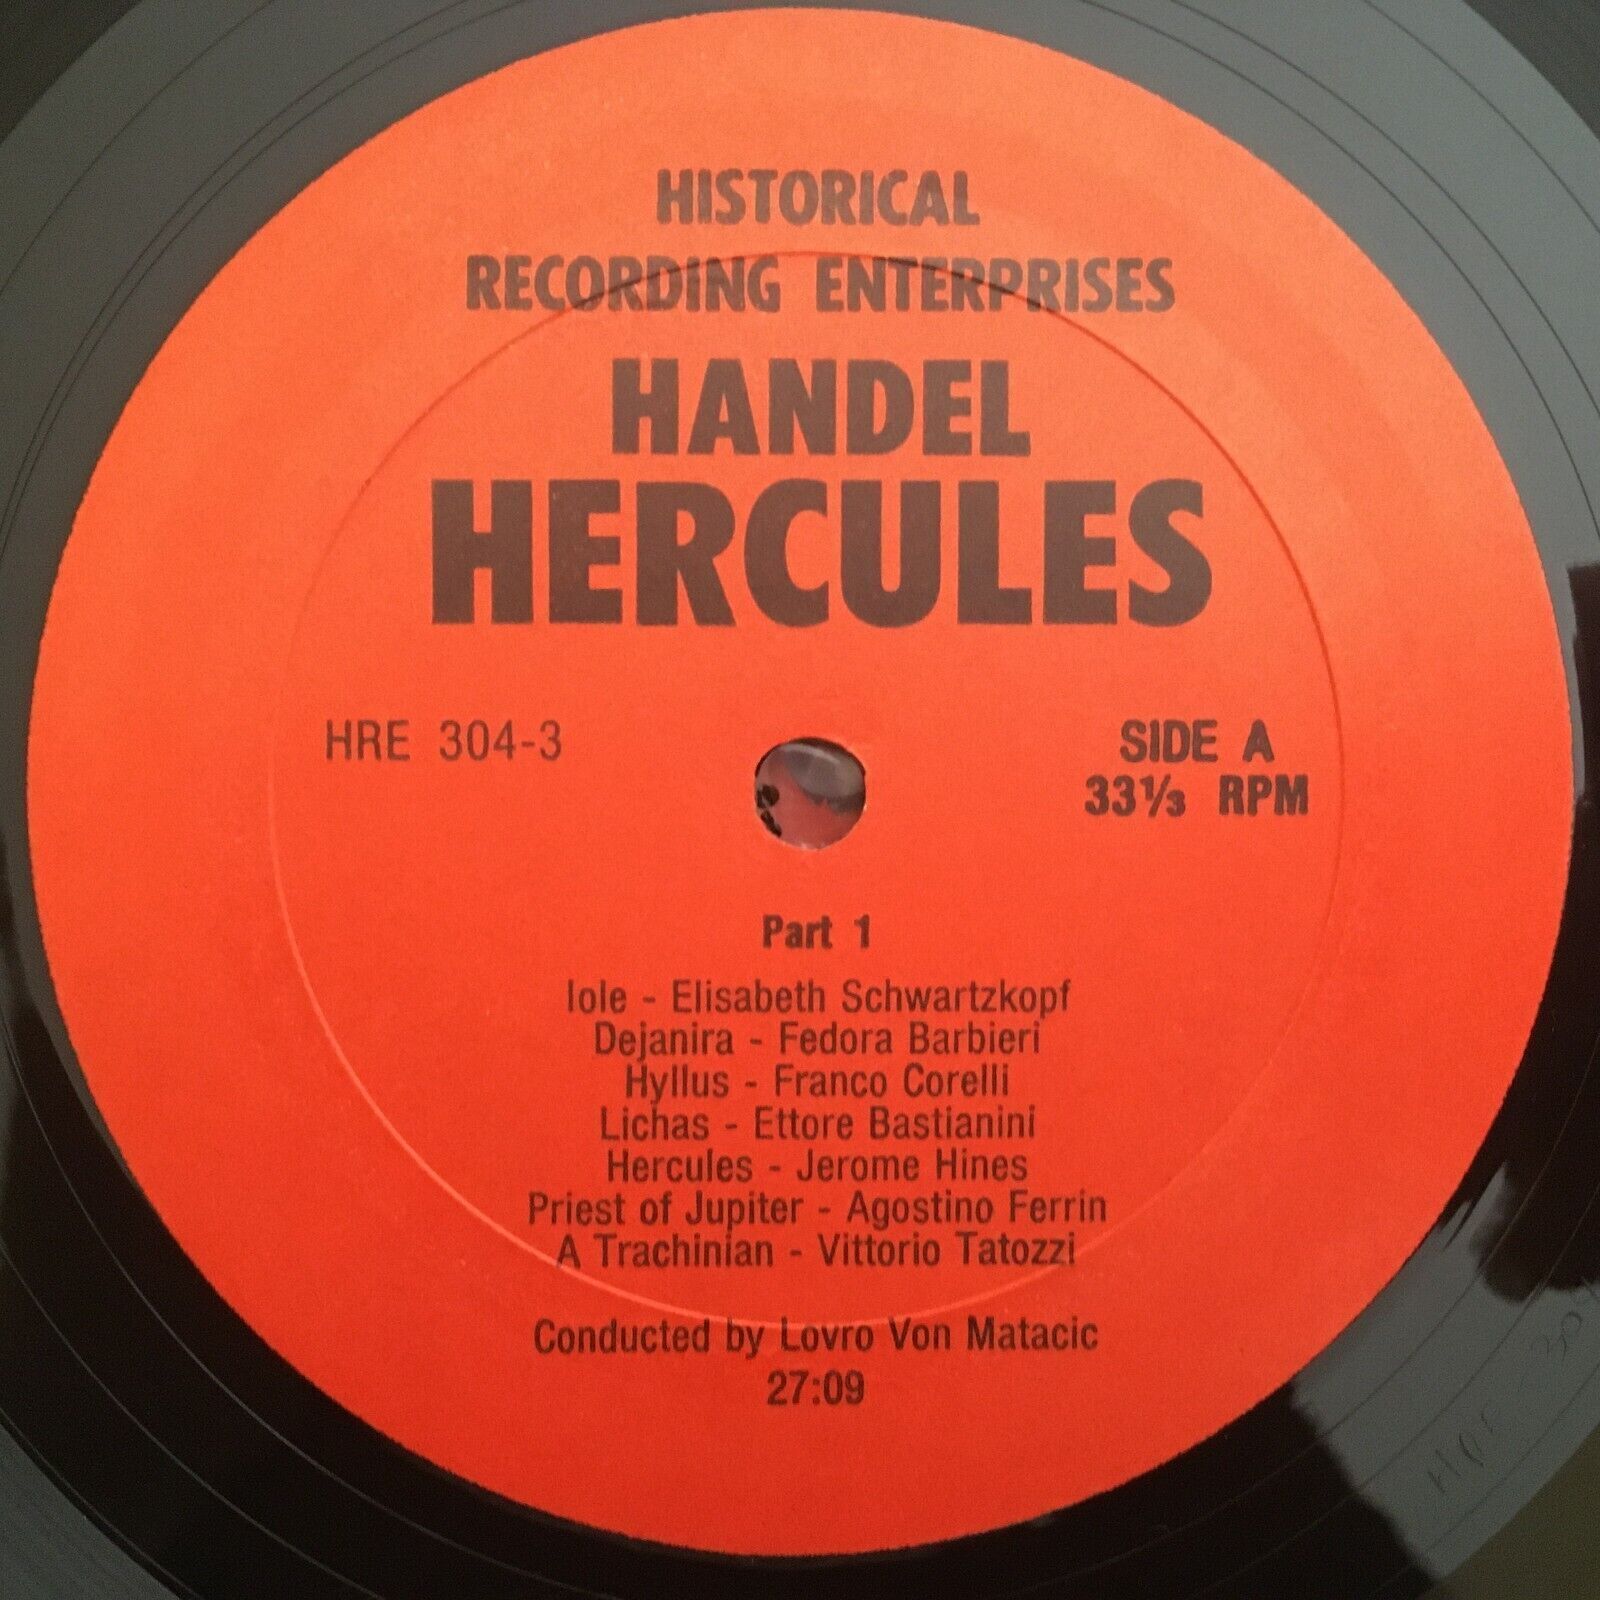 HISTORICAL
RECORDING ENTERPRISES
HANDEL
HERCULES
HRE 304-3
SIDE A
33⅓ RPM
Part 1
Iole - Elisabeth Schwartzkopf
Dejanira - Fedora Barbieri
Hyllus - Franco Corelli
Lichas - Ettore Bastianini
Hercules - Jerome Hines
Priest of Jupiter - Agostino Ferrin
A Trachinian - Vittorio Tatozzi
Conducted by Lovro Von Matacic
27:09